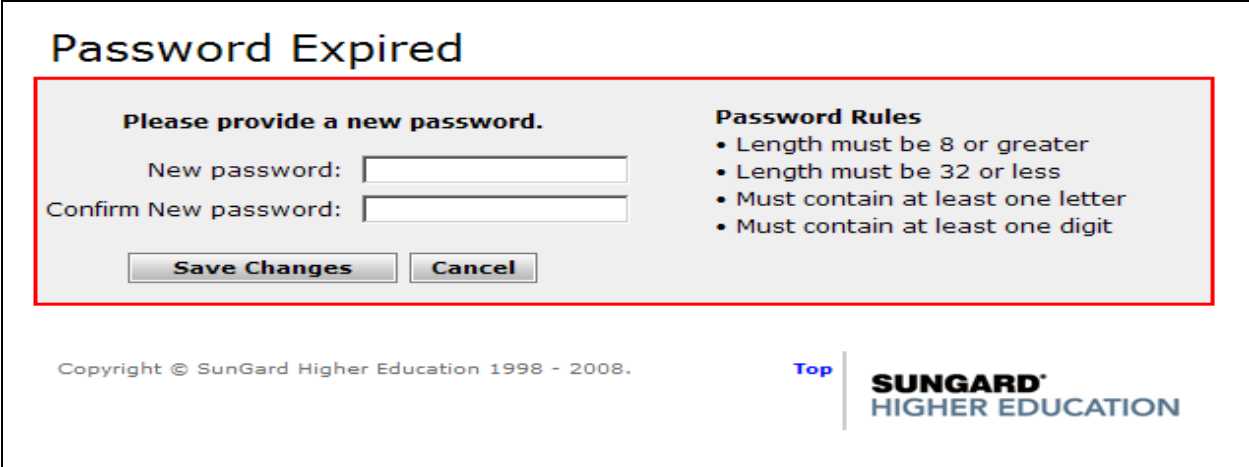 Password Expired
Please provide a new password.
New password:
Confirm New password:
Save Changes Cancel
Password Rules
• Length must be 8 or greater
• Length must be 32 or less
• Must contain at least one letter
• Must contain at least one digit
Copyright © SunGard Higher Education 1998 - 2008.
Top
SUNGARD®
HIGHER EDUCATION